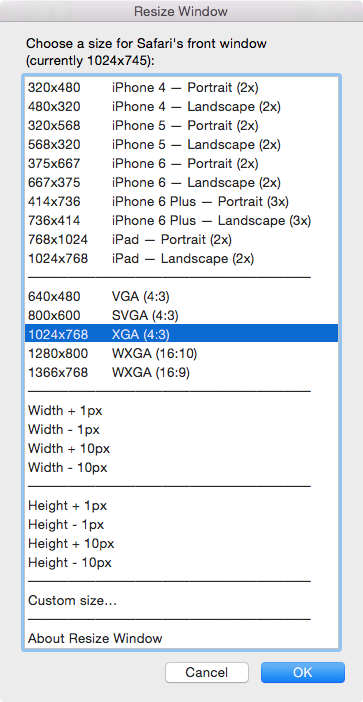 Resize Window
Choose a size for Safari's front window
(currently 1024x745):
320x480 iPhone 4 — Portrait (2x)
480x320 iPhone 4 — Landscape (2x)
320x568 iPhone 5 — Portrait (2x)
568x320 iPhone 5 — Landscape (2x)
375x667 iPhone 6 — Portrait (2x)
667x375 iPhone 6 — Landscape (2x)
414x736 iPhone 6 Plus — Portrait (3x)
736x414 iPhone 6 Plus — Landscape (3x)
768x1024 iPad — Portrait (2x)
1024x768 iPad — Landscape (2x)
640x480 VGA (4:3)
800x600 SVGA (4:3)
1024x768 XGA (4:3)
1280x800 WXGA (16:10)
1366x768 WXGA (16:9)
Width + 1px
Width - 1px
Width + 10px
Width - 10px
Height + 1px
Height - 1px
Height + 10px
Height - 10px
Custom size…
About Resize Window
Cancel OK